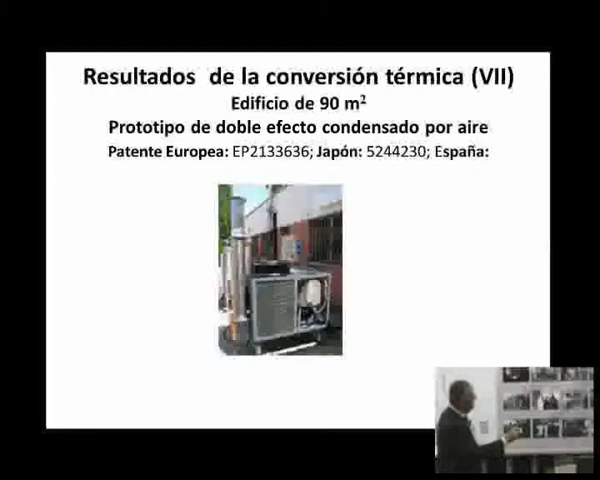 Resultados de la conversión térmica (VII)
Edificio de 90 m²
Prototipo de doble efecto condensado por aire
Patente Europea: EP2133636; Japón: 5244230; España: